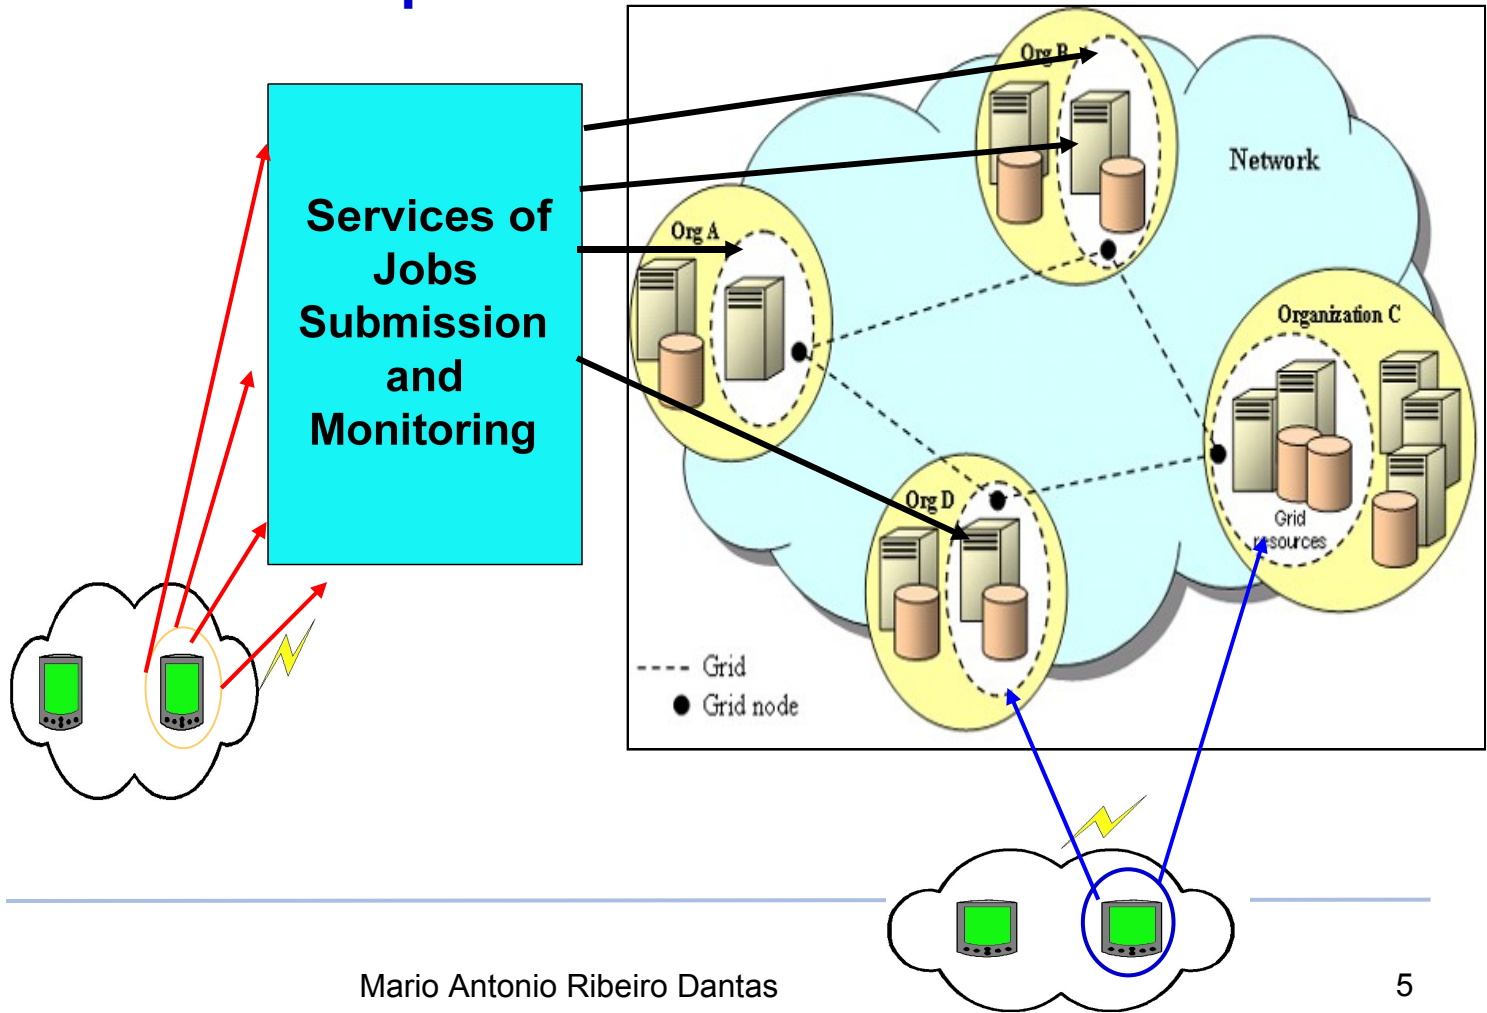 Services of
Jobs
Submission
and
Monitoring
Org B
Network
Org A
Organization C
Org D
Grid
resources
Grid
Grid node
Mario Antonio Ribeiro Dantas
5